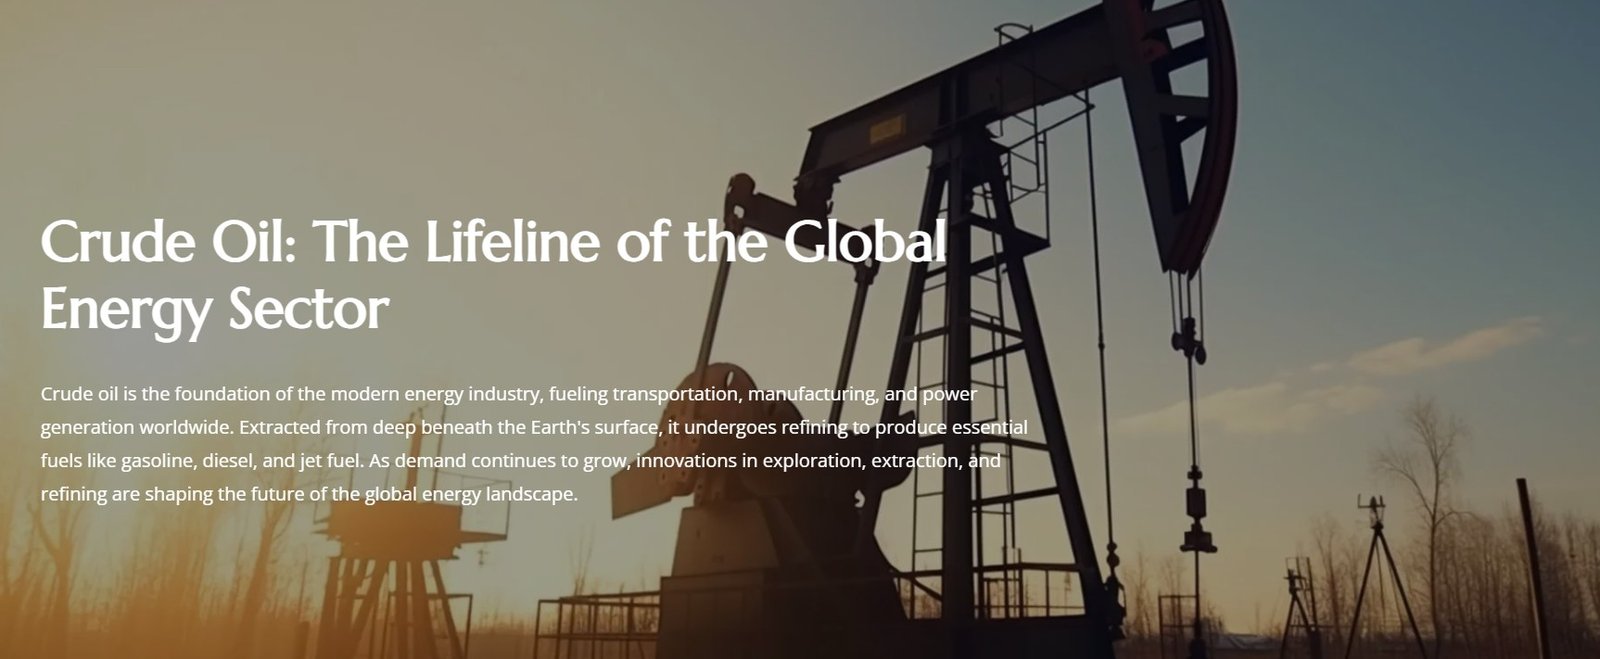 Crude Oil: The Lifeline of the Global
Energy Sector
Crude oil is the foundation of the modern energy industry, fueling transportation, manufacturing, and power
generation worldwide. Extracted from deep beneath the Earth's surface, it undergoes refining to produce essential
fuels like gasoline, diesel, and jet fuel. As demand continues to grow, innovations in exploration, extraction, and
refining are shaping the future of the global energy landscape.